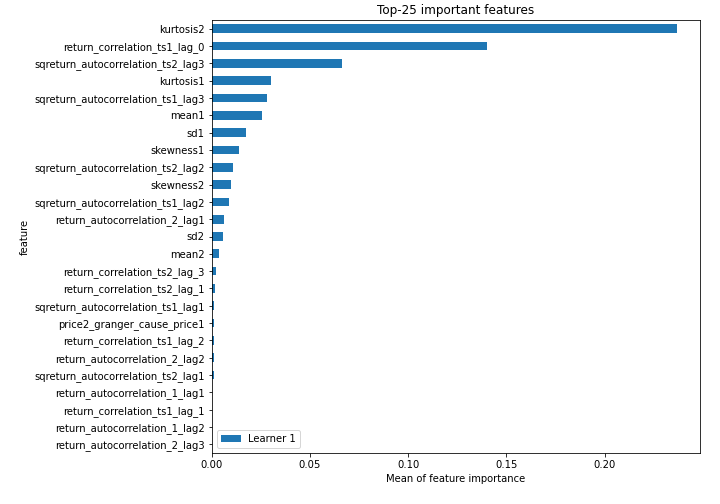 Top-25 important features
kurtosis2
return_correlation_ts1_lag_0
sqreturn_autocorrelation_ts2_lag3
kurtosis1
sqreturn_autocorrelation_ts1_lag3
mean1
sd1
skewness1
sqreturn_autocorrelation_ts2_lag2
skewness2
sqreturn_autocorrelation_ts1_lag2
return_autocorrelation_2_lag1
sd2
mean2
return_correlation_ts2_lag_3
return_correlation_ts2_lag_1
sqreturn_autocorrelation_ts1_lag1
price2_granger_cause_price1
return_correlation_ts1_lag_2
return_autocorrelation_2_lag2
sqreturn_autocorrelation_ts2_lag1
return_autocorrelation_1_lag1
return_correlation_ts1_lag_1
return_autocorrelation_1_lag2
return_autocorrelation_2_lag3
feature
Learner 1
0.00 0.05 0.10 0.15 0.20
Mean of feature importance